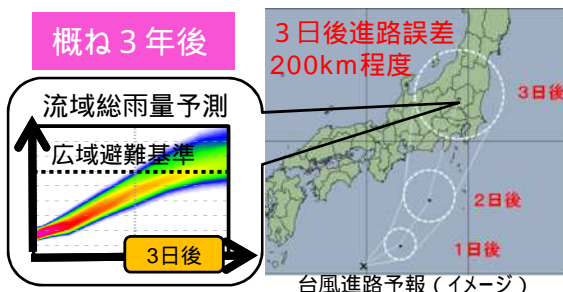 概ね３年後
流域総雨量予測
広域避難基準
3日後
３日後進路誤差
200km程度
3日後
2日後
1日後
台風進路予報（イメージ）